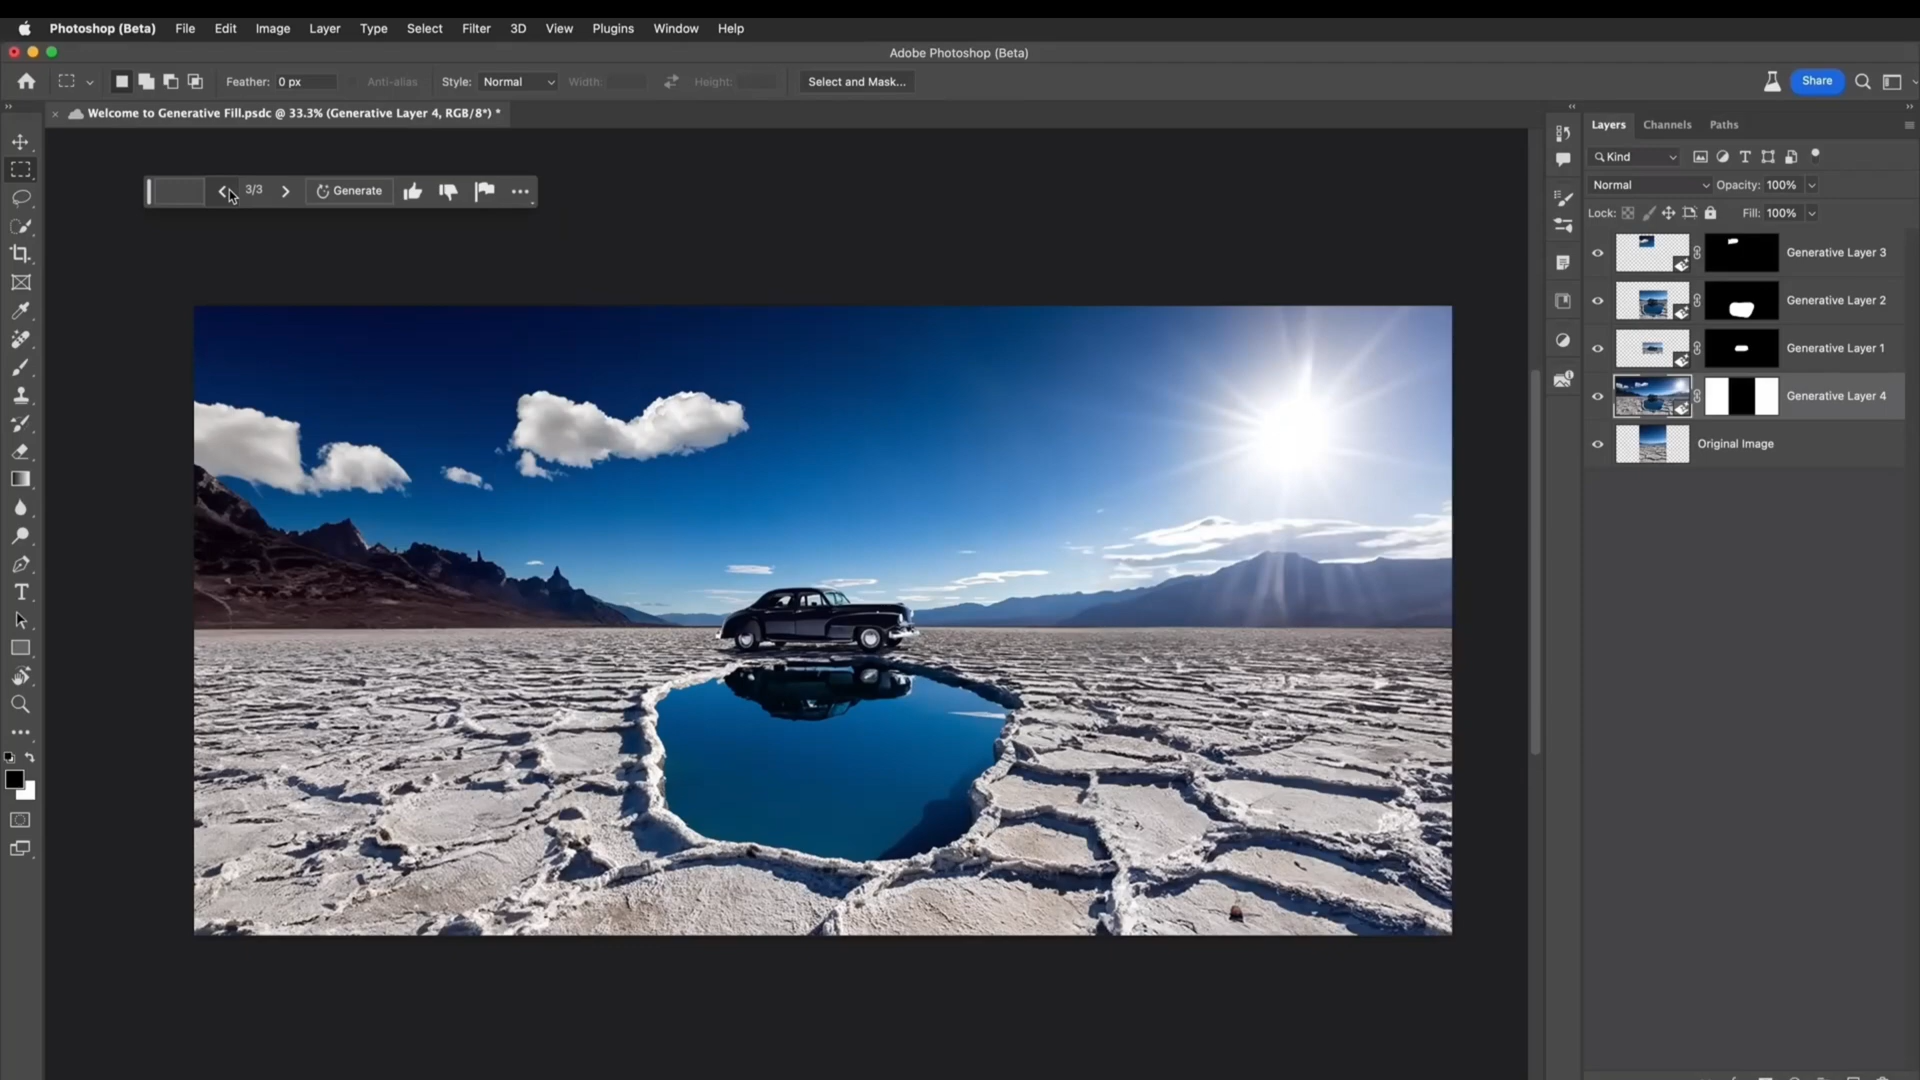 Photoshop (Beta) File Edit Image Layer Type Select Filter 3D View Plugins Window Help
Adobe Photoshop (Beta)
Feather: 0 px Anti-alias Style: Normal Width: Height: Select and Mask... Share
Welcome to Generative Fill.psdc @ 33.3% (Generative Layer 4, RGB/8*) *
Layers Channels Paths
Kind
3/3 Generate
Normal Opacity: 100%
Lock: Fill: 100%
Generative Layer 3
Generative Layer 2
Generative Layer 1
Generative Layer 4
Original Image